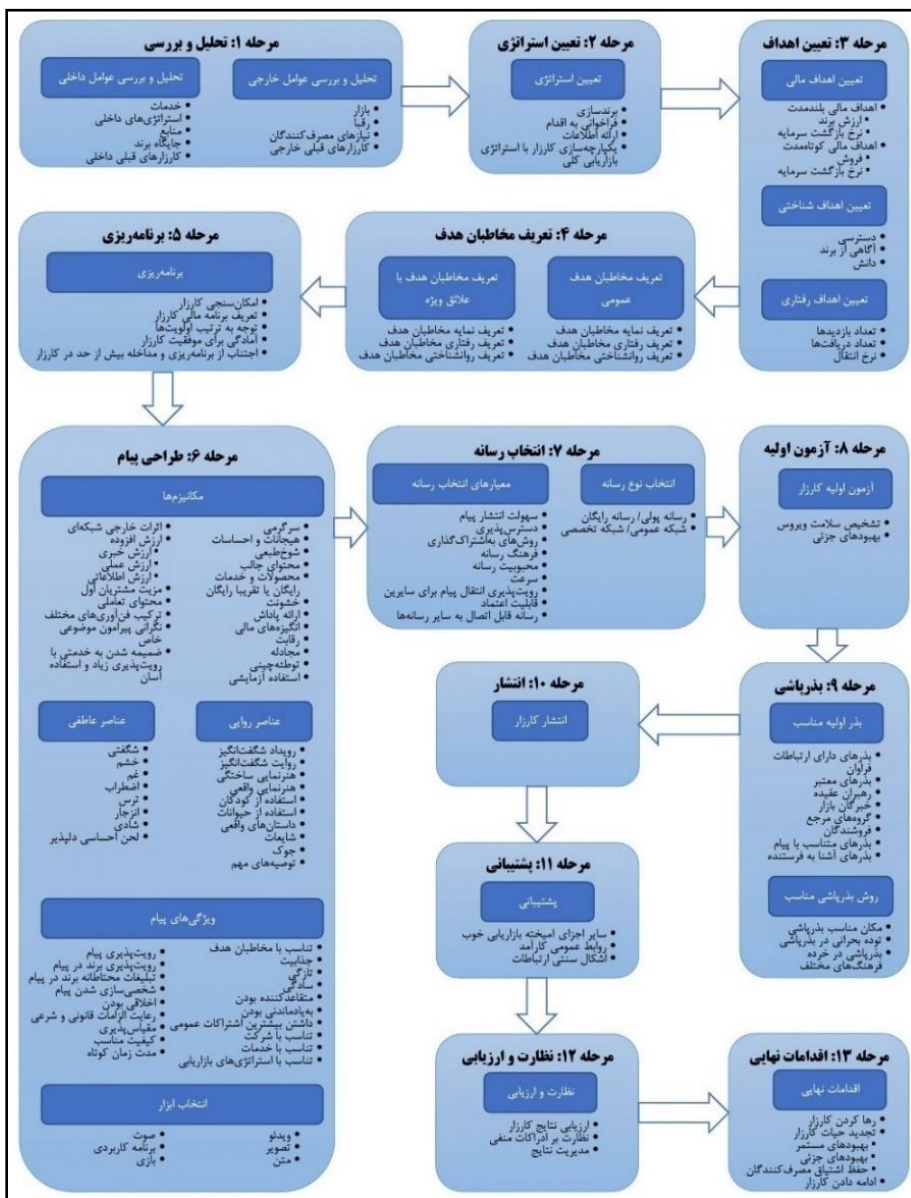 مرحله ۱: تحلیل و بررسی
تحلیل و بررسی عوامل خارجی
بازار
رقبا
نیازهای مصرف‌کنندگان
کارزارهای قبلی خارجی
تحلیل و بررسی عوامل داخلی
خدمات
استراتژی‌های داخلی
منابع
جایگاه برند
کارزارهای قبلی داخلی
مرحله ۲: تعیین استراتژی
تعیین استراتژی
برندسازی
فراخوانی به اقدام
ارائه اطلاعات
یکپارچه‌سازی کارزار با استراتژی
بازاریابی کلی
مرحله ۳: تعیین اهداف
تعیین اهداف مالی
اهداف مالی بلندمدت
ارزش برند
نرخ بازگشت سرمایه
اهداف مالی کوتاه‌مدت
فروش
نرخ بازگشت سرمایه
تعیین اهداف شناختی
دسترسی
آگاهی از برند
دانش
تعیین اهداف رفتاری
تعداد بازدیدها
تعداد دریافت‌ها
نرخ انتقال
مرحله ۴: تعریف مخاطبان هدف
تعریف مخاطبان هدف
عمومی
تعریف نمایه مخاطبان هدف
تعریف رفتاری مخاطبان هدف
تعریف روانشناختی مخاطبان هدف
تعریف مخاطبان هدف با
علائق ویژه
تعریف نمایه مخاطبان هدف
تعریف رفتاری مخاطبان هدف
تعریف روانشناختی مخاطبان هدف
مرحله ۵: برنامه‌ریزی
برنامه‌ریزی
امکان‌سنجی کارزار
تعریف برنامه مالی کارزار
توجه به ترتیب اولویت‌ها
آمادگی برای موفقیت کارزار
اجتناب از برنامه‌ریزی و مداخله بیش از حد در کارزار
مرحله ۶: طراحی پیام
مکانیزم‌ها
سرگرمی
هیجانات و احساسات
شوخ‌طبعی
محتوای جالب
محصولات و خدمات
رایگان یا تقریبا رایگان
خشونت
ارائه پاداش
انگیزه‌های مالی
رقابت
مجادله
توطئه‌چینی
استفاده آزمایشی
اثرات خارجی شبکه‌ای
ارزش افزوده
ارزش خبری
ارزش عملی
ارزش اطلاعاتی
مزیت مشتریان اول
محتوای تعاملی
ترکیب فن‌آوری‌های مختلف
نگرانی پیرامون موضوعی
خاص
ضمیمه شدن به خدمتی با
رویت‌پذیری زیاد و استفاده
آسان
عناصر روایی
رویداد شگفت‌انگیز
روایت شگفت‌انگیز
هنرنمایی ساختگی
هنرنمایی واقعی
استفاده از کودکان
استفاده از حیوانات
داستان‌های واقعی
شایعات
جوک
توصیه‌های مهم
عناصر عاطفی
شگفتی
خشم
غم
اضطراب
ترس
انزجار
شادی
لحن احساسی دلپذیر
ویژگی‌های پیام
تناسب با مخاطبان هدف
جذابیت
تازگی
سادگی
متقاعدکننده بودن
به‌یادماندنی بودن
داشتن بیشترین اشتراکات عمومی
تناسب با شرکت
تناسب با خدمات
تناسب با استراتژی‌های بازاریابی
رویت‌پذیری پیام
رویت‌پذیری برند در پیام
تبلیغات محتاطانه برند در پیام
شخصی‌سازی شدن پیام
اخلاقی بودن
رعایت الزامات قانونی و شرعی
مقیاس‌پذیری
کیفیت مناسب
مدت زمان کوتاه
انتخاب ابزار
ویدئو
تصویر
متن
صوت
برنامه کاربردی
بازی
مرحله ۷: انتخاب رسانه
انتخاب نوع رسانه
رسانه پولی/ رسانه رایگان
شبکه عمومی/ شبکه تخصصی
معیارهای انتخاب رسانه
سهولت انتشار پیام
دسترس‌پذیری
روش‌های به‌اشتراک‌گذاری
فرهنگ رسانه
محبوبیت رسانه
سرعت
رویت‌پذیری انتقال پیام برای سایرین
قابلیت اعتماد
رسانه قابل اتصال به سایر رسانه‌ها
مرحله ۸: آزمون اولیه
آزمون اولیه کارزار
تشخیص سلامت ویروس
بهبودهای جزئی
مرحله ۹: بذرپاشی
بذر اولیه مناسب
بذرهای دارای ارتباطات
فراوان
بذرهای معتبر
رهبران عقیده
خبرگان بازار
گروه‌های مرجع
فروشندگان
بذرهای متناسب با پیام
بذرهای آشنا به فرستنده
روش بذرپاشی مناسب
مکان مناسب بذرپاشی
توده بحرانی در بذرپاشی
بذرپاشی در خرده
فرهنگ‌های مختلف
مرحله ۱۰: انتشار
انتشار کارزار
مرحله ۱۱: پشتیبانی
پشتیبانی
سایر اجزای آمیخته بازاریابی خوب
روابط عمومی کارآمد
اشکال سنتی ارتباطات
مرحله ۱۲: نظارت و ارزیابی
نظارت و ارزیابی
ارزیابی نتایج کارزار
نظارت بر ادراکات منفی
مدیریت نتایج
مرحله ۱۳: اقدامات نهایی
اقدامات نهایی
رها کردن کارزار
تجدید حیات کارزار
بهبودهای مستمر
بهبودهای جزئی
حفظ اشتیاق مصرف‌کنندگان
ادامه دادن کارزار